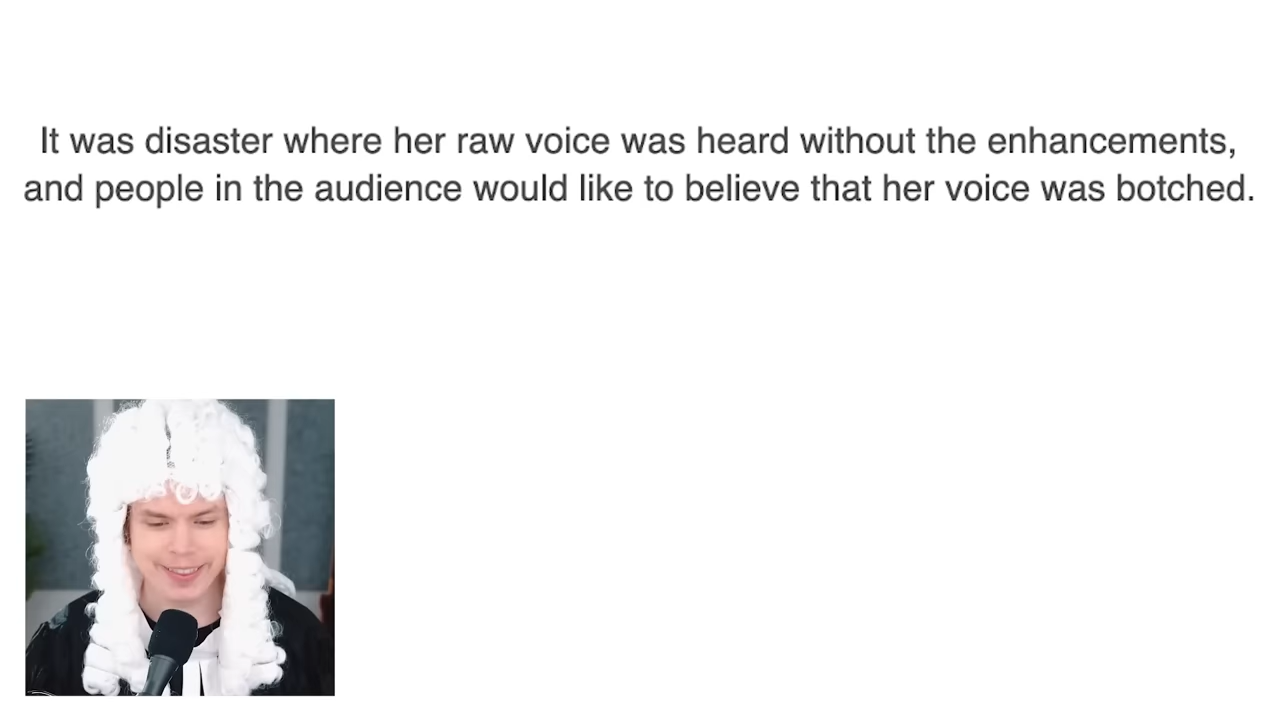 It was disaster where her raw voice was heard without the enhancements,
and people in the audience would like to believe that her voice was botched.